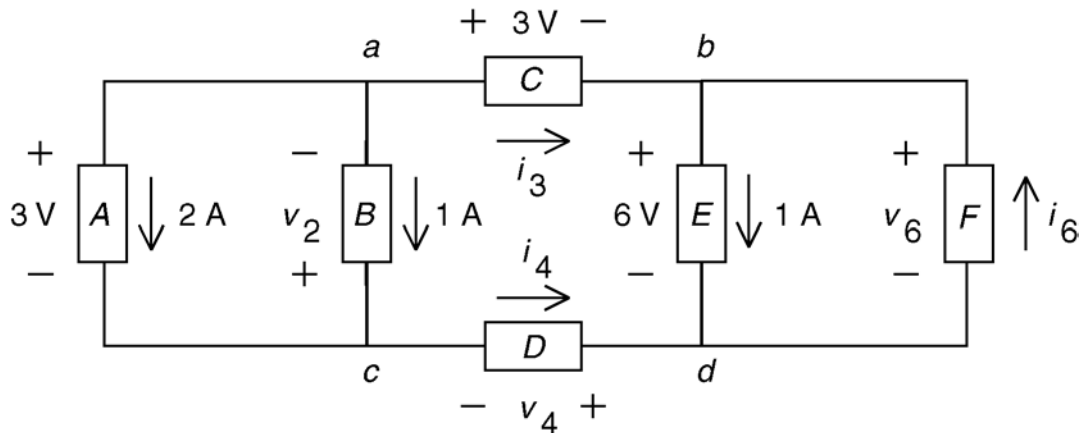 + 3 V −
a
b
C
i3
+
−
+
+
3 V A 2 A
v2 B 1 A
6 V E 1 A
v6 F i6
−
+
−
−
i4
c
D
d
− v4 +